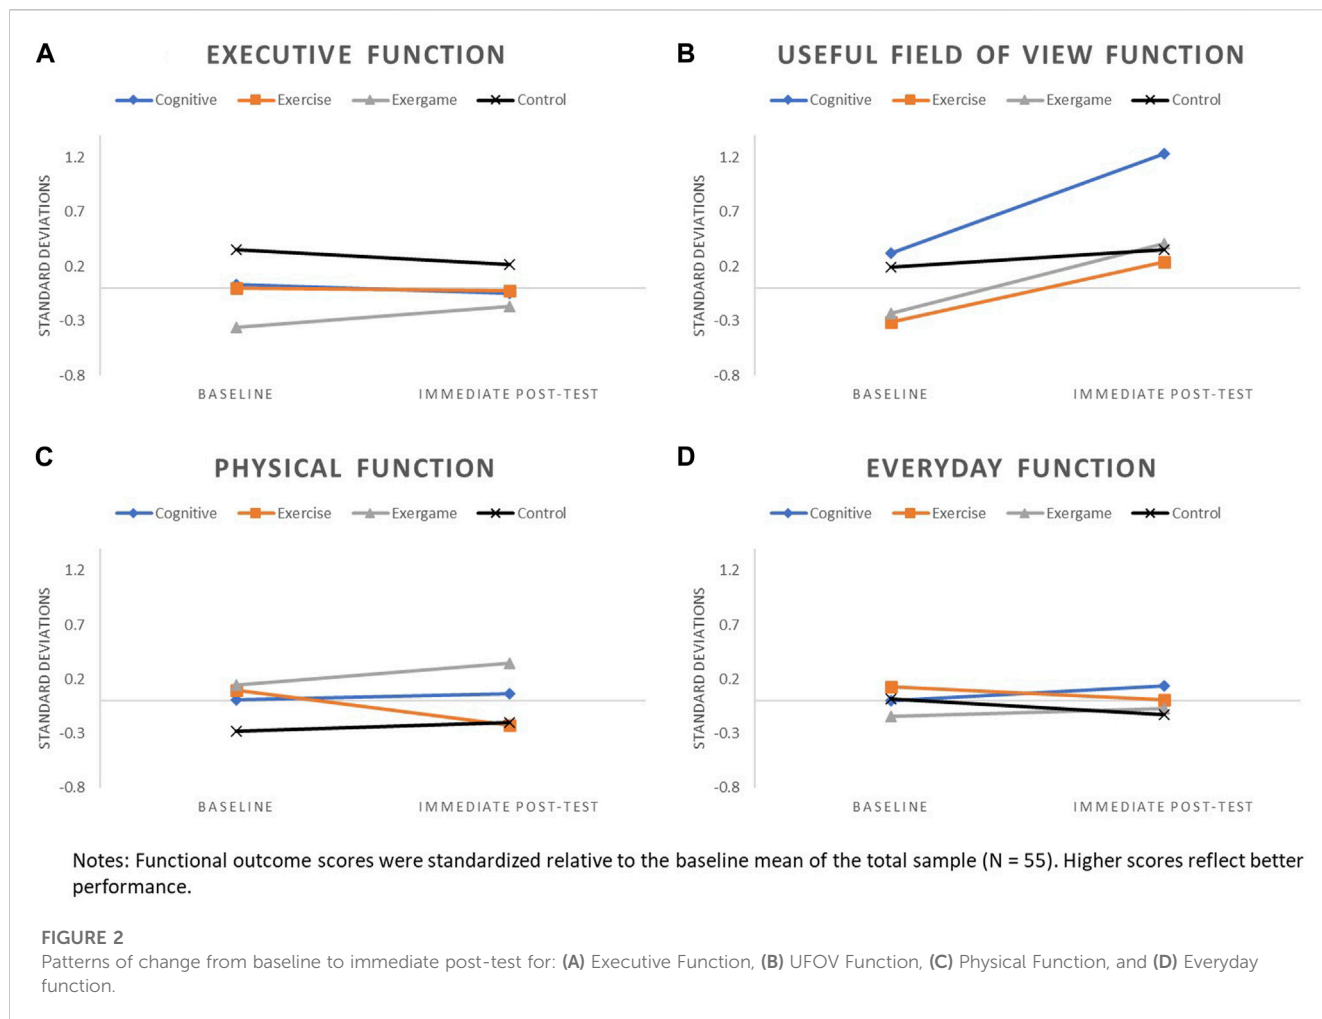 A
EXECUTIVE FUNCTION
Cognitive Exercise Exergame Control
STANDARD DEVIATIONS
1.2
0.7
0.2
-0.3
-0.8
BASELINE IMMEDIATE POST-TEST
B
USEFUL FIELD OF VIEW FUNCTION
Cognitive Exercise Exergame Control
STANDARD DEVIATIONS
1.2
0.7
0.2
-0.3
-0.8
BASELINE IMMEDIATE POST-TEST
C
PHYSICAL FUNCTION
Cognitive Exercise Exergame Control
STANDARD DEVIATIONS
1.2
0.7
0.2
-0.3
-0.8
BASELINE IMMEDIATE POST-TEST
D
EVERYDAY FUNCTION
Cognitive Exercise Exergame Control
STANDARD DEVIATIONS
1.2
0.7
0.2
-0.3
-0.8
BASELINE IMMEDIATE POST-TEST
Notes: Functional outcome scores were standardized relative to the baseline mean of the total sample (N = 55). Higher scores reflect better
performance.
FIGURE 2
Patterns of change from baseline to immediate post-test for: (A) Executive Function, (B) UFOV Function, (C) Physical Function, and (D) Everyday
function.